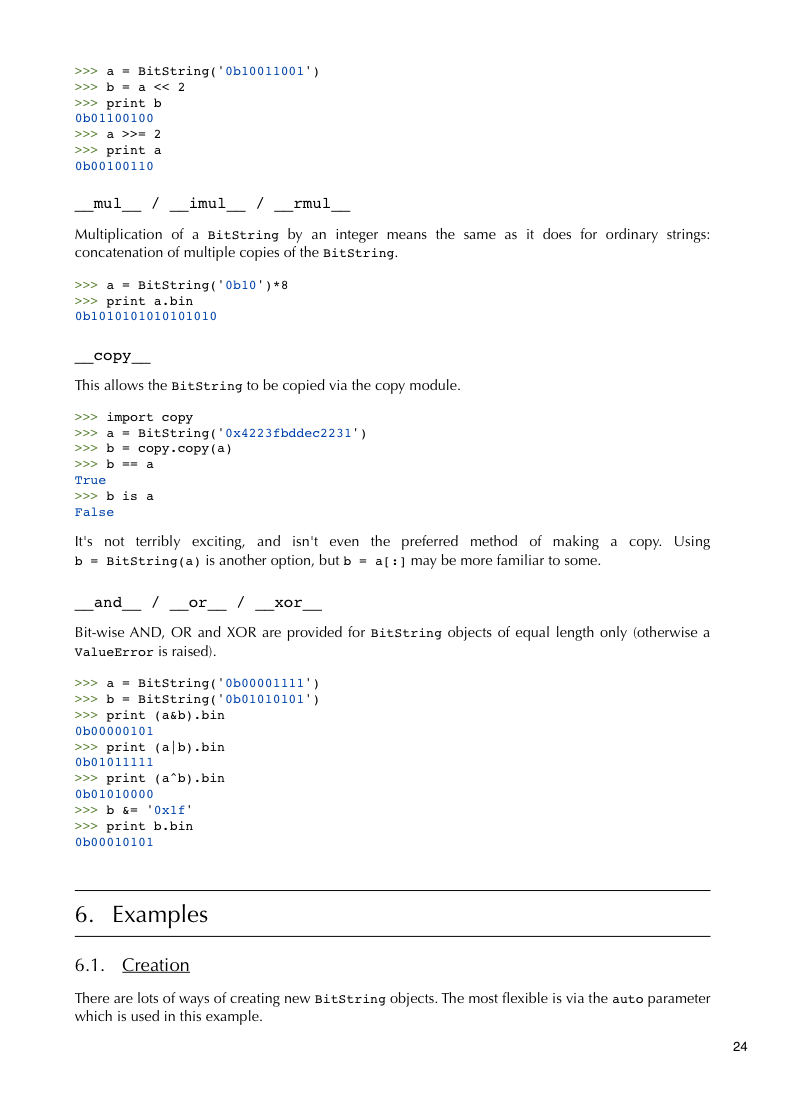 >>> a = BitString('0b10011001')
>>> b = a << 2
>>> print b
0b01100100
>>> a >>= 2
>>> print a
0b00100110
__mul__ / __imul__ / __rmul__
Multiplication of a BitString by an integer means the same as it does for ordinary strings:
concatenation of multiple copies of the BitString.
>>> a = BitString('0b10')*8
>>> print a.bin
0b1010101010101010
__copy__
This allows the BitString to be copied via the copy module.
>>> import copy
>>> a = BitString('0x4223fbddec2231')
>>> b = copy.copy(a)
>>> b == a
True
>>> b is a
False
It's not terribly exciting, and isn't even the preferred method of making a copy. Using
b = BitString(a) is another option, but b = a[:] may be more familiar to some.
__and__ / __or__ / __xor__
Bit-wise AND, OR and XOR are provided for BitString objects of equal length only (otherwise a
ValueError is raised).
>>> a = BitString('0b00001111')
>>> b = BitString('0b01010101')
>>> print (a&b).bin
0b00000101
>>> print (a|b).bin
0b01011111
>>> print (a^b).bin
0b01010000
>>> b &= '0x1f'
>>> print b.bin
0b00010101
6. Examples
6.1. Creation
There are lots of ways of creating new BitString objects. The most flexible is via the auto parameter
which is used in this example.
24